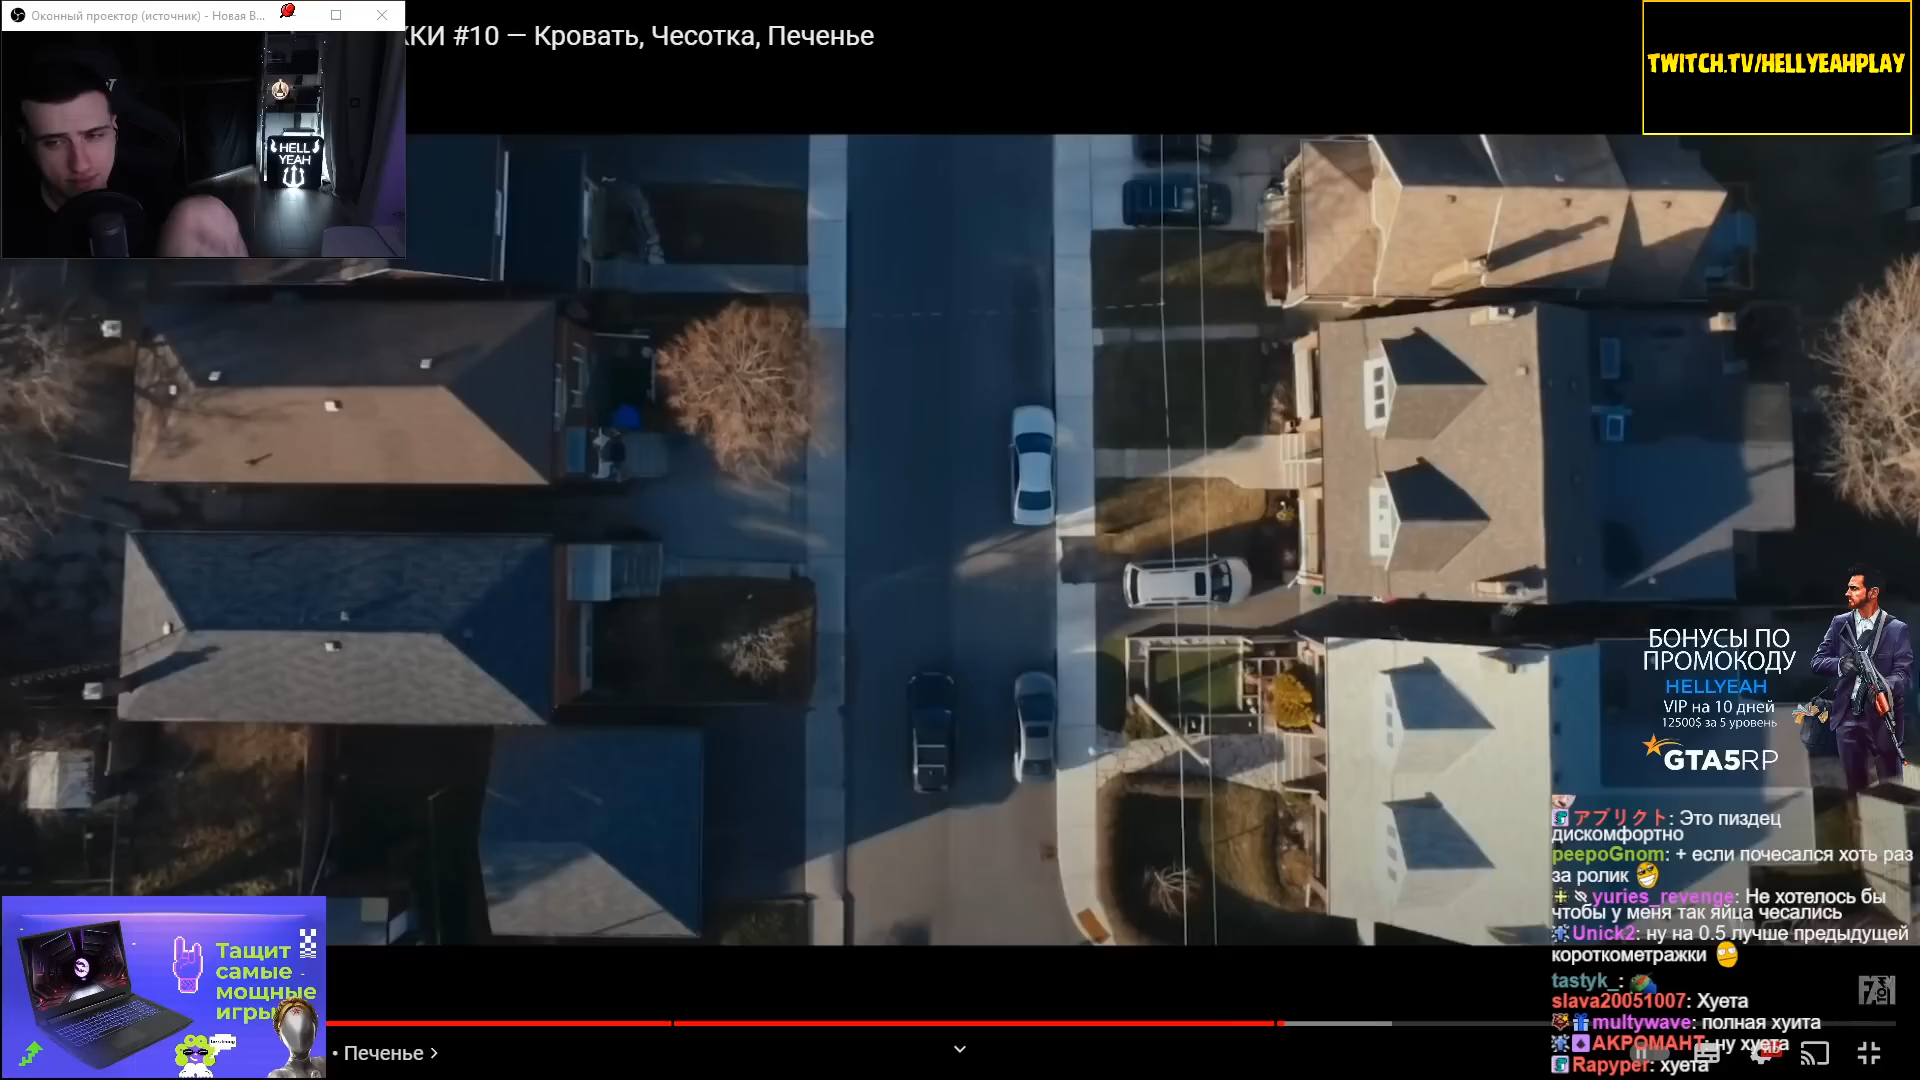 Оконный проектор (источник) - Новая В...
ККИ #10 — Кровать, Чесотка, Печенье
TWITCH.TV/HELLYEAHPLAY
HELL
YEAH
БОНУСЫ ПО
ПРОМОКОДУ
HELLYEAH
VIP на 10 дней
12500$ за 5 уровень
GTA5RP
アプリクト: Это пиздец
дискомфортно
peepoGnom: + если почесался хоть раз
за ролик
yuries_revenge: Не хотелось бы
чтобы у меня так яйца чесались
Unick2: ну на 0.5 лучше предыдущей
короткометражки
tastyk_:
slava20051007: Хуета
multywave: полная хуита
АКРОМАНТ: ну хуета
Rapyper: хуета
Тащит
самые
мощные
игры
• Печенье >